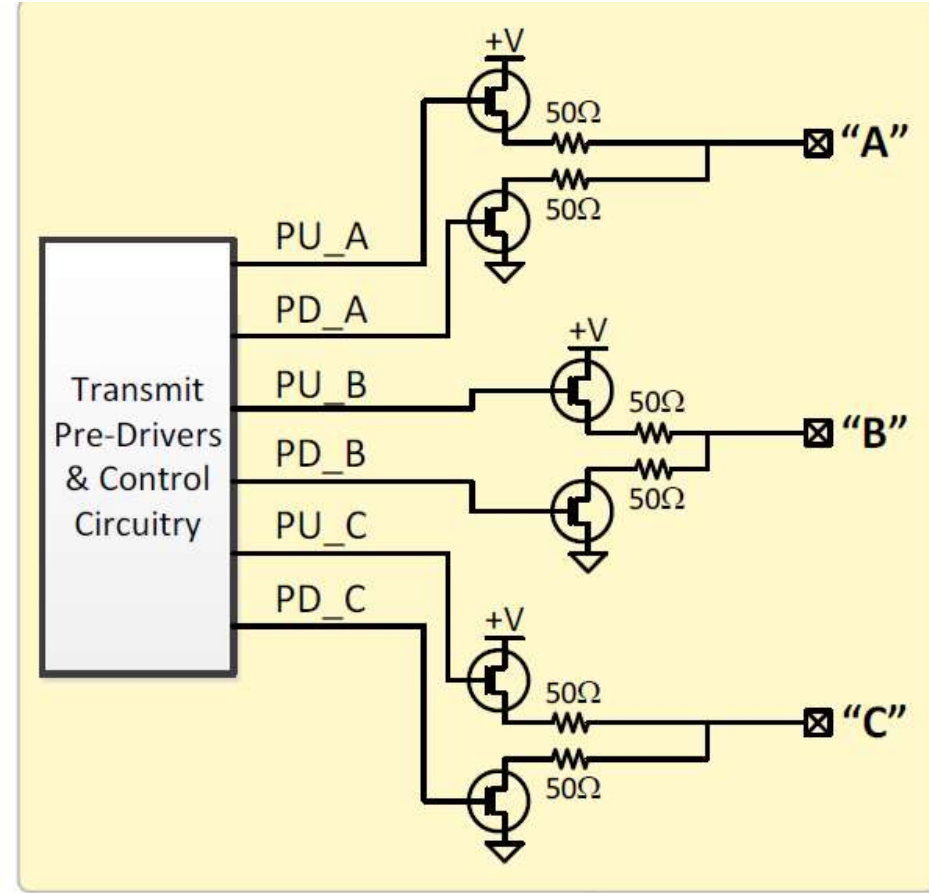 +V
50Ω
“A”
50Ω
PU_A
PD_A
+V
PU_B
50Ω
“B”
PD_B
50Ω
Transmit
Pre-Drivers
& Control
Circuitry
PU_C
PD_C
+V
50Ω
“C”
50Ω